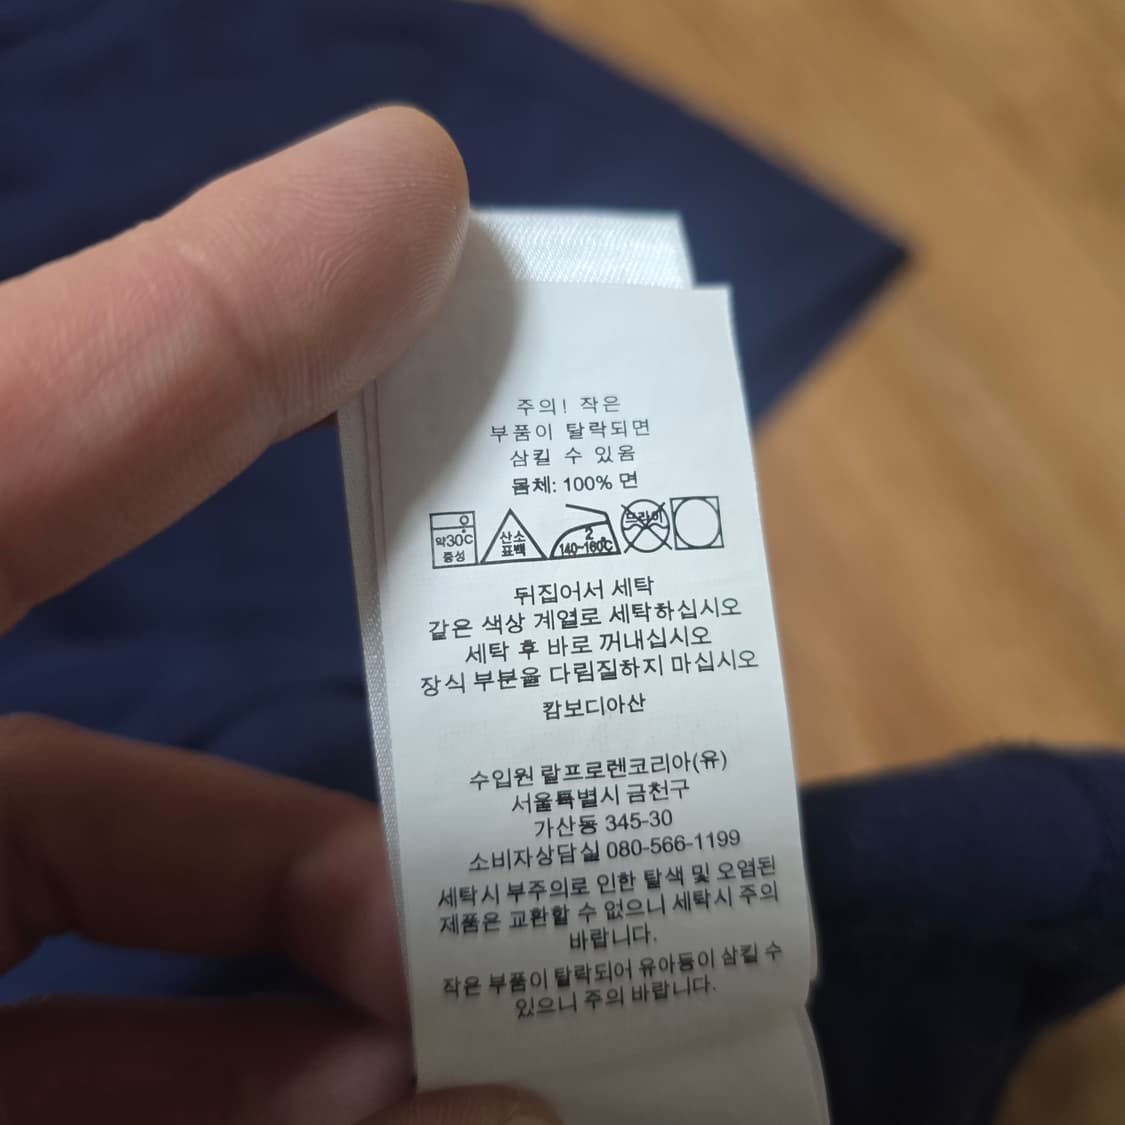 주의! 작은
부품이 탈락되면
삼킬 수 있음
몸체: 100% 면
약30℃ 중성 산소 표백 2 140~160℃ 드라이
뒤집어서 세탁
같은 색상 계열로 세탁하십시오
세탁 후 바로 꺼내십시오
장식 부분을 다림질하지 마십시오
캄보디아산
수입원 랄프로렌코리아(유)
서울특별시 금천구
가산동 345-30
소비자상담실 080-566-1199
세탁시 부주의로 인한 탈색 및 오염된
제품은 교환할 수 없으니 세탁시 주의
바랍니다.
작은 부품이 탈락되어 유아등이 삼킬 수
있으니 주의 바랍니다.